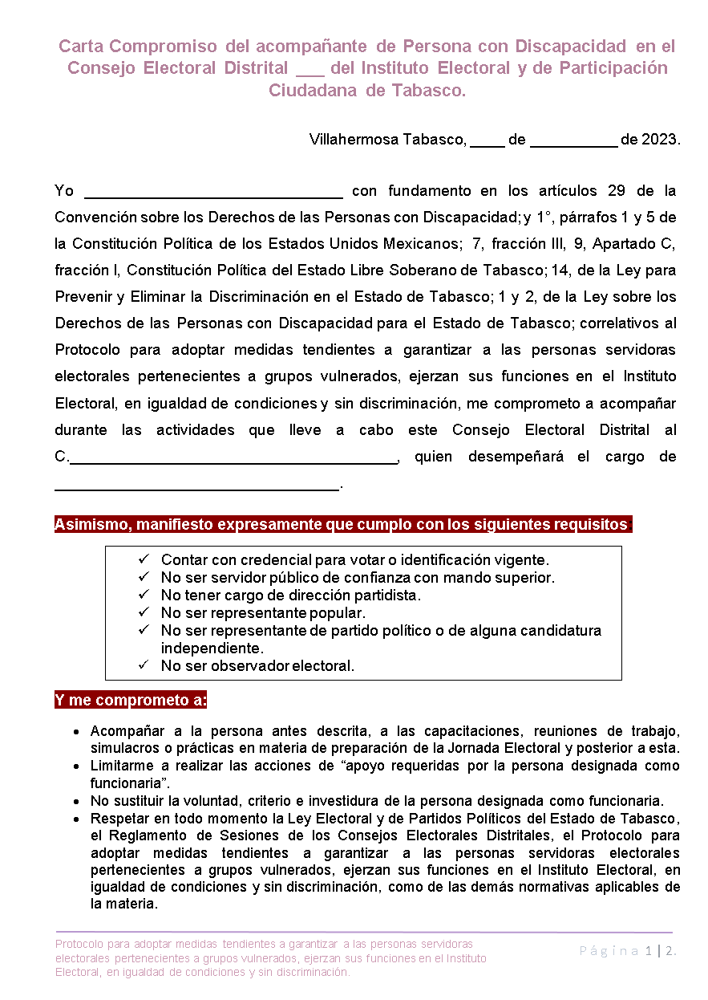 Carta Compromiso del acompañante de Persona con Discapacidad en el
Consejo Electoral Distrital ___ del Instituto Electoral y de Participación
Ciudadana de Tabasco.
Villahermosa Tabasco, ____ de __________ de 2023.
Yo ______________________________ con fundamento en los artículos 29 de la
Convención sobre los Derechos de las Personas con Discapacidad; y 1°, párrafos 1 y 5 de
la Constitución Política de los Estados Unidos Mexicanos; 7, fracción III, 9, Apartado C,
fracción I, Constitución Política del Estado Libre Soberano de Tabasco; 14, de la Ley para
Prevenir y Eliminar la Discriminación en el Estado de Tabasco; 1 y 2, de la Ley sobre los
Derechos de las Personas con Discapacidad para el Estado de Tabasco; correlativos al
Protocolo para adoptar medidas tendientes a garantizar a las personas servidoras
electorales pertenecientes a grupos vulnerados, ejerzan sus funciones en el Instituto
Electoral, en igualdad de condiciones y sin discriminación, me comprometo a acompañar
durante las actividades que lleve a cabo este Consejo Electoral Distrital al
C.______________________________________, quien desempeñará el cargo de
_________________________________.
Asimismo, manifiesto expresamente que cumplo con los siguientes requisitos:
✓ Contar con credencial para votar o identificación vigente.
✓ No ser servidor público de confianza con mando superior.
✓ No tener cargo de dirección partidista.
✓ No ser representante popular.
✓ No ser representante de partido político o de alguna candidatura
independiente.
✓ No ser observador electoral.
Y me comprometo a:
• Acompañar a la persona antes descrita, a las capacitaciones, reuniones de trabajo,
simulacros o prácticas en materia de preparación de la Jornada Electoral y posterior a esta.
• Limitarme a realizar las acciones de “apoyo requeridas por la persona designada como
funcionaria”.
• No sustituir la voluntad, criterio e investidura de la persona designada como funcionaria.
• Respetar en todo momento la Ley Electoral y de Partidos Políticos del Estado de Tabasco,
el Reglamento de Sesiones de los Consejos Electorales Distritales, el Protocolo para
adoptar medidas tendientes a garantizar a las personas servidoras electorales
pertenecientes a grupos vulnerados, ejerzan sus funciones en el Instituto Electoral, en
igualdad de condiciones y sin discriminación, como de las demás normativas aplicables de
la materia.
Protocolo para adoptar medidas tendientes a garantizar a las personas servidoras
electorales pertenecientes a grupos vulnerados, ejerzan sus funciones en el Instituto
Electoral, en igualdad de condiciones y sin discriminación.
Página 1 | 2.